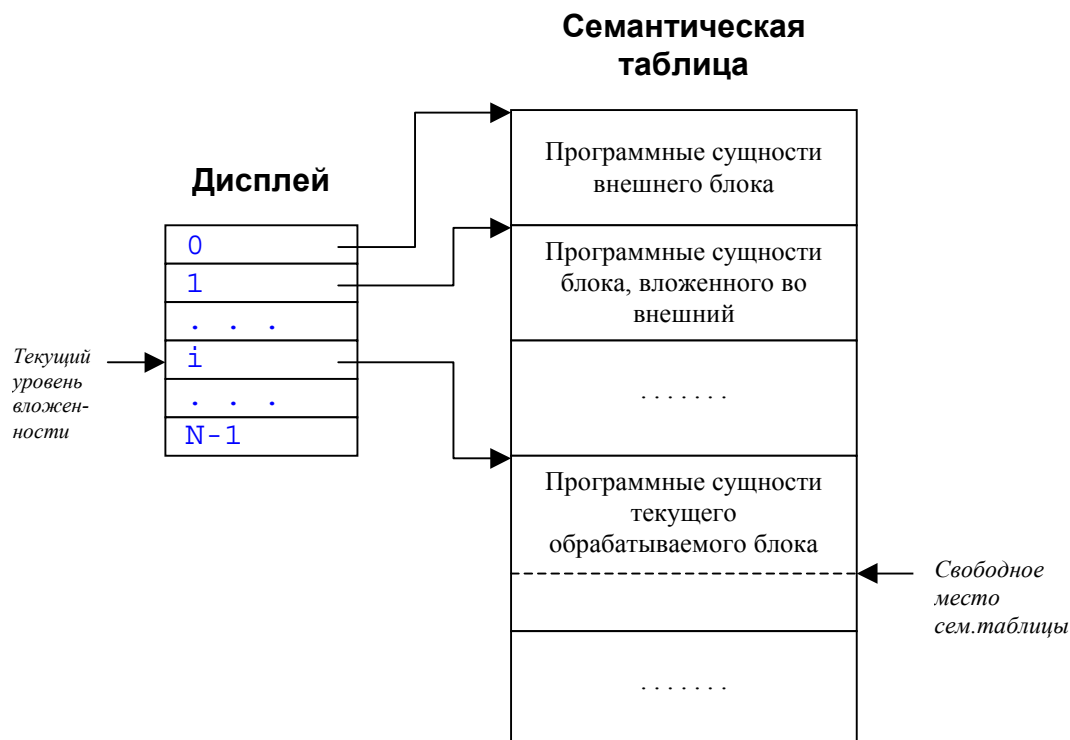 Семантическая
таблица
Программные сущности
внешнего блока
Дисплей
0
1
. . .
i
. . .
N-1
Программные сущности
блока, вложенного во
внешний
Текущий
уровень
вложен-
ности
. . . . . . .
Программные сущности
текущего
обрабатываемого блока
Свободное
место
сем.таблицы
. . . . . . .